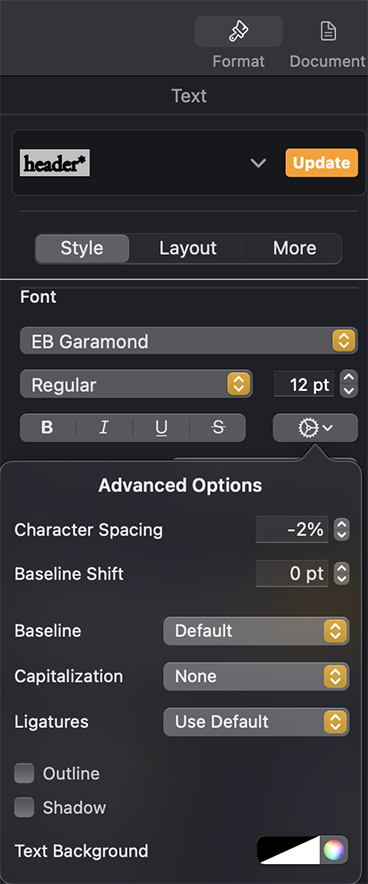 Format Document
Text
header* Update
Style Layout More
Font
EB Garamond
Regular 12 pt
B I U S
Advanced Options
Character Spacing -2%
Baseline Shift 0 pt
Baseline Default
Capitalization None
Ligatures Use Default
Outline
Shadow
Text Background